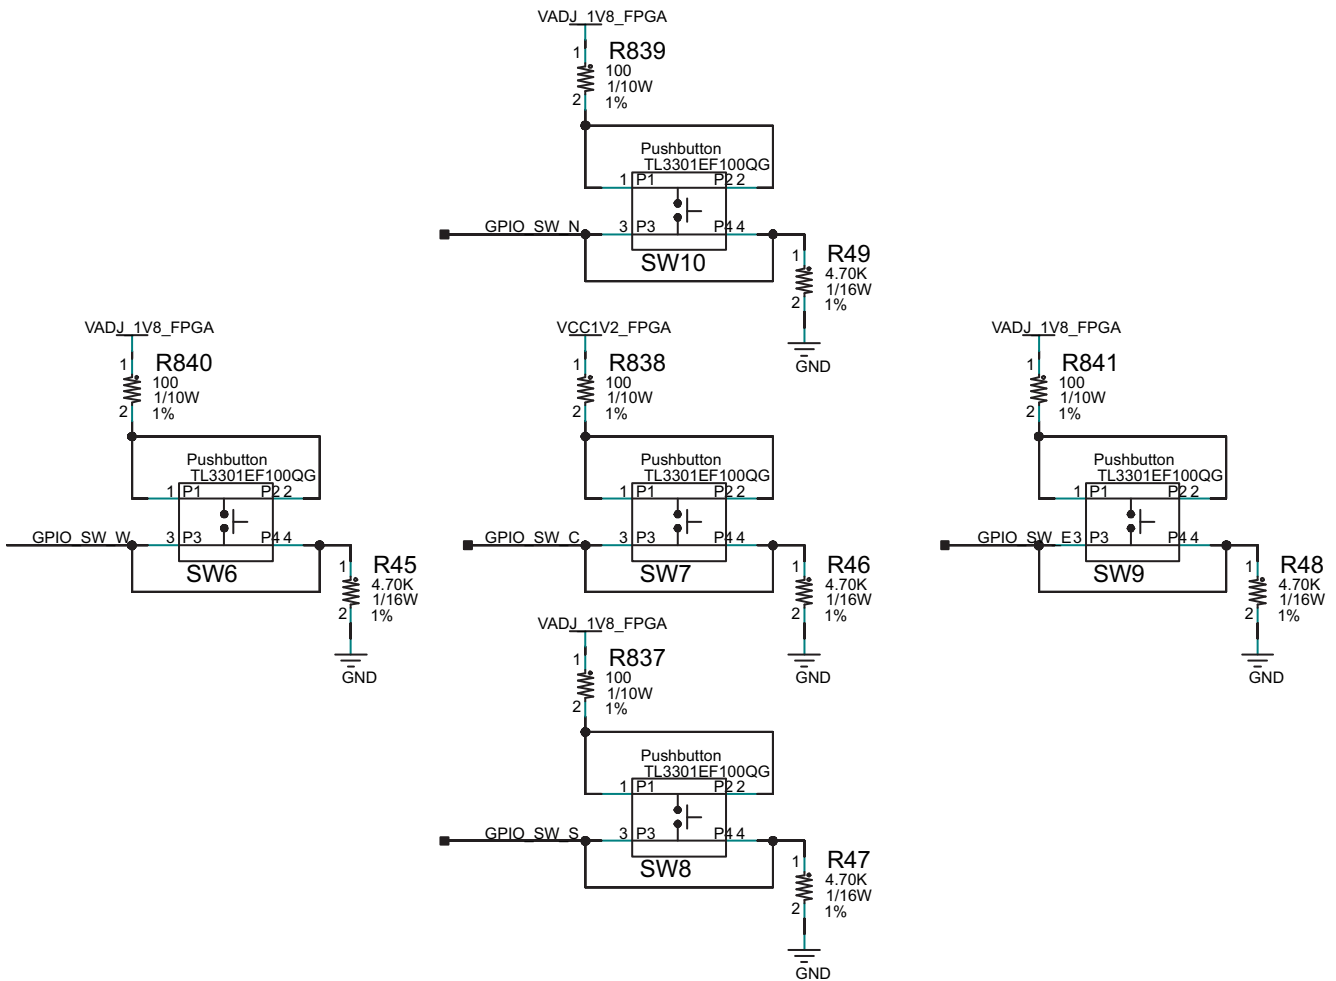 VADJ_1V8_FPGA
1
R839
100
1/10W
2
1%
Pushbutton
TL3301EF100QG
1 P1 P2 2
GPIO_SW_N 3 P3 P4 4
SW10
1
R49
4.70K
1/16W
2
1%
GND
VADJ_1V8_FPGA
1
R840
100
1/10W
2
1%
Pushbutton
TL3301EF100QG
1 P1 P2 2
GPIO_SW_W 3 P3 P4 4
SW6
1
R45
4.70K
1/16W
2
1%
GND
VCC1V2_FPGA
1
R838
100
1/10W
2
1%
Pushbutton
TL3301EF100QG
1 P1 P2 2
GPIO_SW_C 3 P3 P4 4
SW7
1
R46
4.70K
1/16W
2
1%
GND
VADJ_1V8_FPGA
1
R841
100
1/10W
2
1%
Pushbutton
TL3301EF100QG
1 P1 P2 2
GPIO_SW_E 3 P3 P4 4
SW9
1
R48
4.70K
1/16W
2
1%
GND
VADJ_1V8_FPGA
1
R837
100
1/10W
2
1%
Pushbutton
TL3301EF100QG
1 P1 P2 2
GPIO_SW_S 3 P3 P4 4
SW8
1
R47
4.70K
1/16W
2
1%
GND